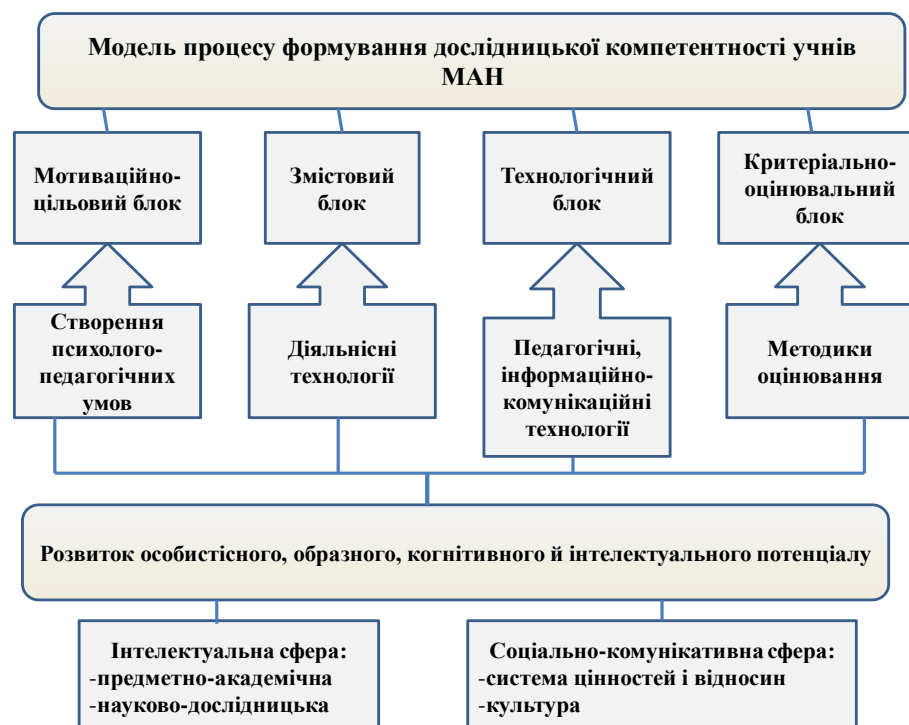 Модель процесу формування дослідницької компетентності учнів
МАН
Мотиваційно-
цільовий блок
Змістовий
блок
Технологічний
блок
Критеріально-
оцінювальний
блок
Створення
психолого-
педагогічних
умов
Діяльнісні
технології
Педагогічні,
інформаційно-
комунікаційні
технології
Методики
оцінювання
Розвиток особистісного, образного, когнітивного й інтелектуального потенціалу
Інтелектуальна сфера:
-предметно-академічна
-науково-дослідницька
Соціально-комунікативна сфера:
-система цінностей і відносин
-культура